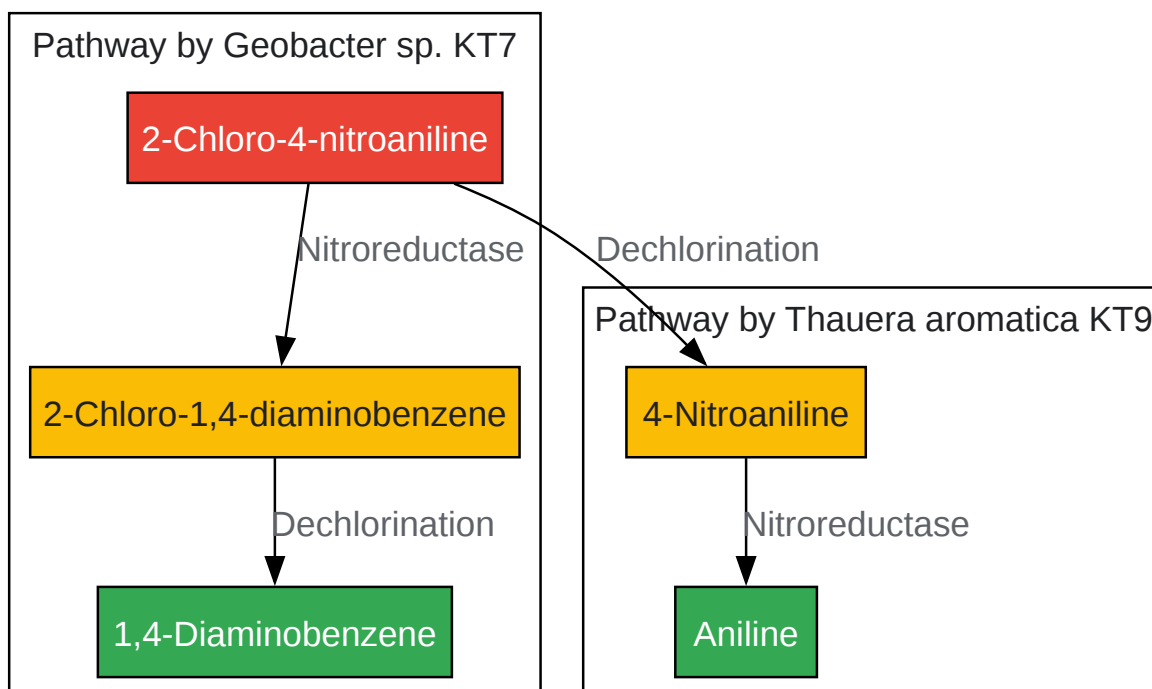 Pathway by Geobacter sp. KT7
2-Chloro-4-nitroaniline
Nitroreductase
Dechlorination
Pathway by Thauera aromatica KT9
2-Chloro-1,4-diaminobenzene
4-Nitroaniline
Dechlorination
Nitroreductase
1,4-Diaminobenzene
Aniline